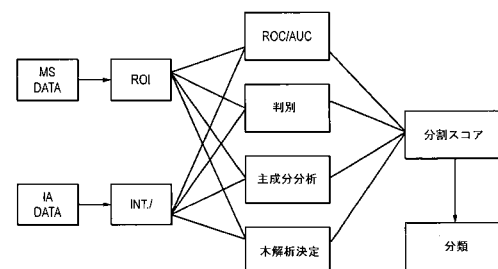 MS
DATA
ROI
IA
DATA
INT./
ROC/AUC
判別
主成分分析
木解析決定
分割スコア
分類